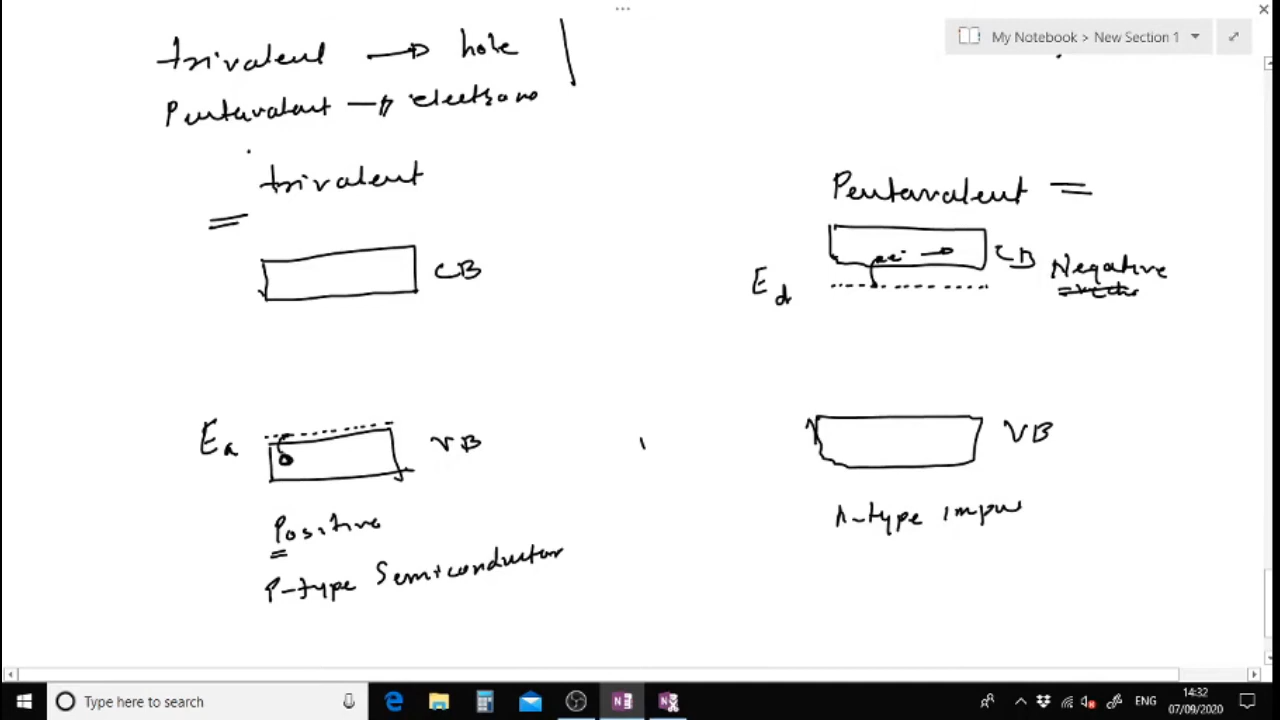 My Notebook > New Section 1
trivalent → hole
Pentavalent → electrons
trivalent
CB
Ea
VB
Positive
P-type Semiconductor
Pentavalent =
CB
Negative
Ed
VB
n-type impu
Type here to search
ENG
14:32
07/09/2020